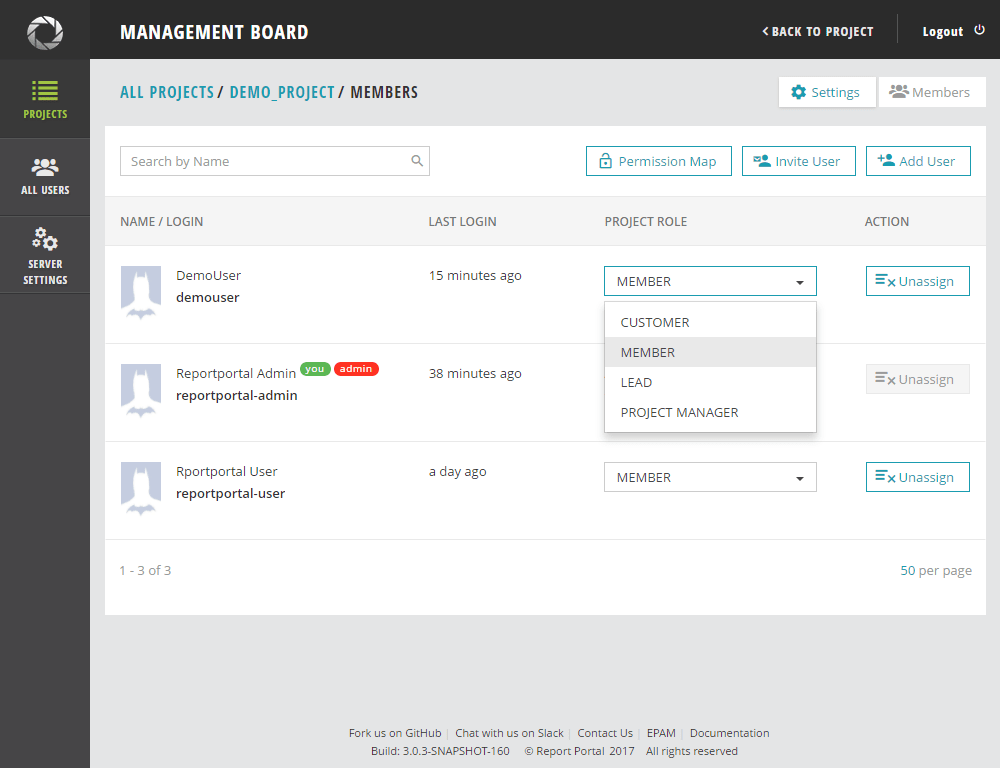 MANAGEMENT BOARD
BACK TO PROJECT
Logout
PROJECTS
ALL USERS
SERVER
SETTINGS
ALL PROJECTS / DEMO_PROJECT / MEMBERS
Settings
Members
Search by Name
Permission Map
Invite User
Add User
NAME / LOGIN
LAST LOGIN
PROJECT ROLE
ACTION
DemoUser
demouser
15 minutes ago
MEMBER
Unassign
CUSTOMER
MEMBER
LEAD
PROJECT MANAGER
Reportportal Admin you admin
reportportal-admin
38 minutes ago
Unassign
Rportportal User
reportportal-user
a day ago
MEMBER
Unassign
1 - 3 of 3
50 per page
Fork us on GitHub | Chat with us on Slack | Contact Us | EPAM | Documentation
Build: 3.0.3-SNAPSHOT-160 © Report Portal 2017 All rights reserved